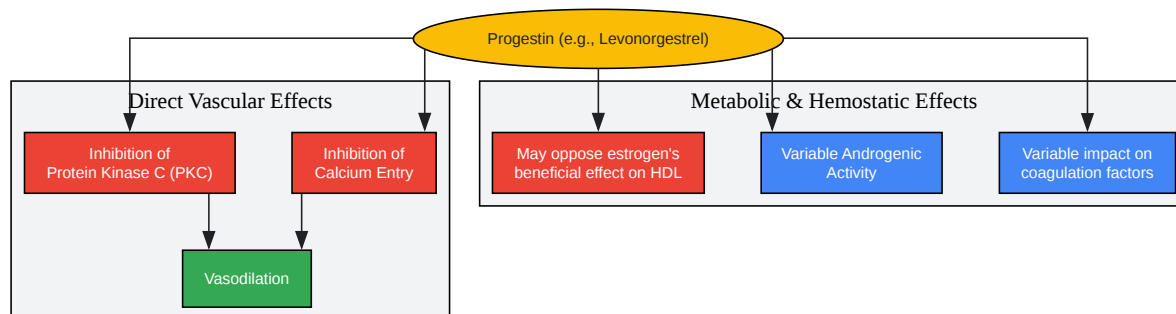 Progestin (e.g., Levonorgestrel)
Direct Vascular Effects
Metabolic & Hemostatic Effects
Inhibition of
Protein Kinase C (PKC)
Inhibition of
Calcium Entry
May oppose estrogen's
beneficial effect on HDL
Variable Androgenic
Activity
Variable impact on
coagulation factors
Vasodilation